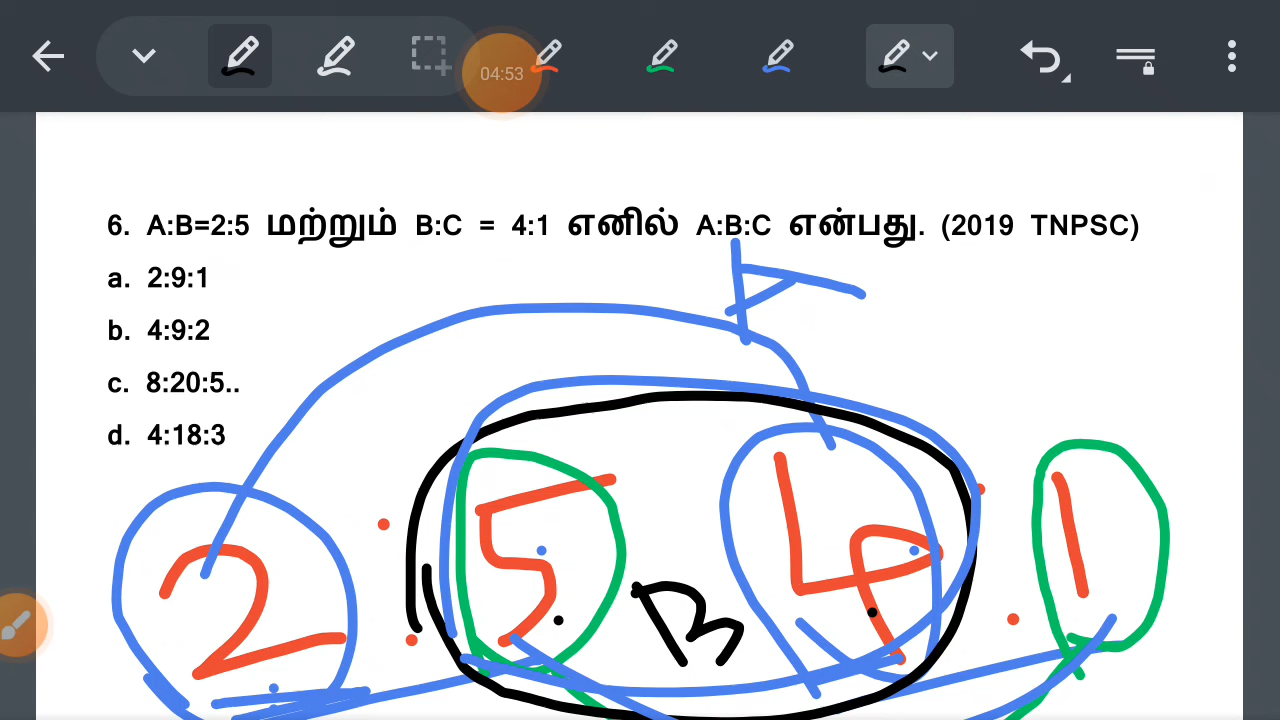 04:53
6. A:B=2:5 மற்றும் B:C = 4:1 எனில் A:B:C என்பது. (2019 TNPSC)
a. 2:9:1
b. 4:9:2
c. 8:20:5..
d. 4:18:3
A
2 : 5 4 : 1
B